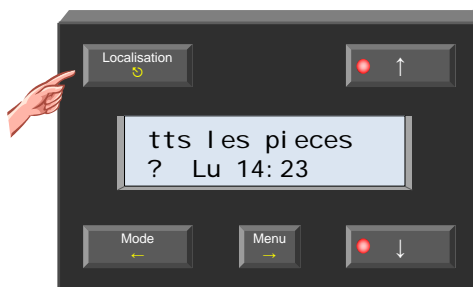 Localisation
↑
tts les pieces
? Lu 14:23
Mode
←
Menu
→
↓